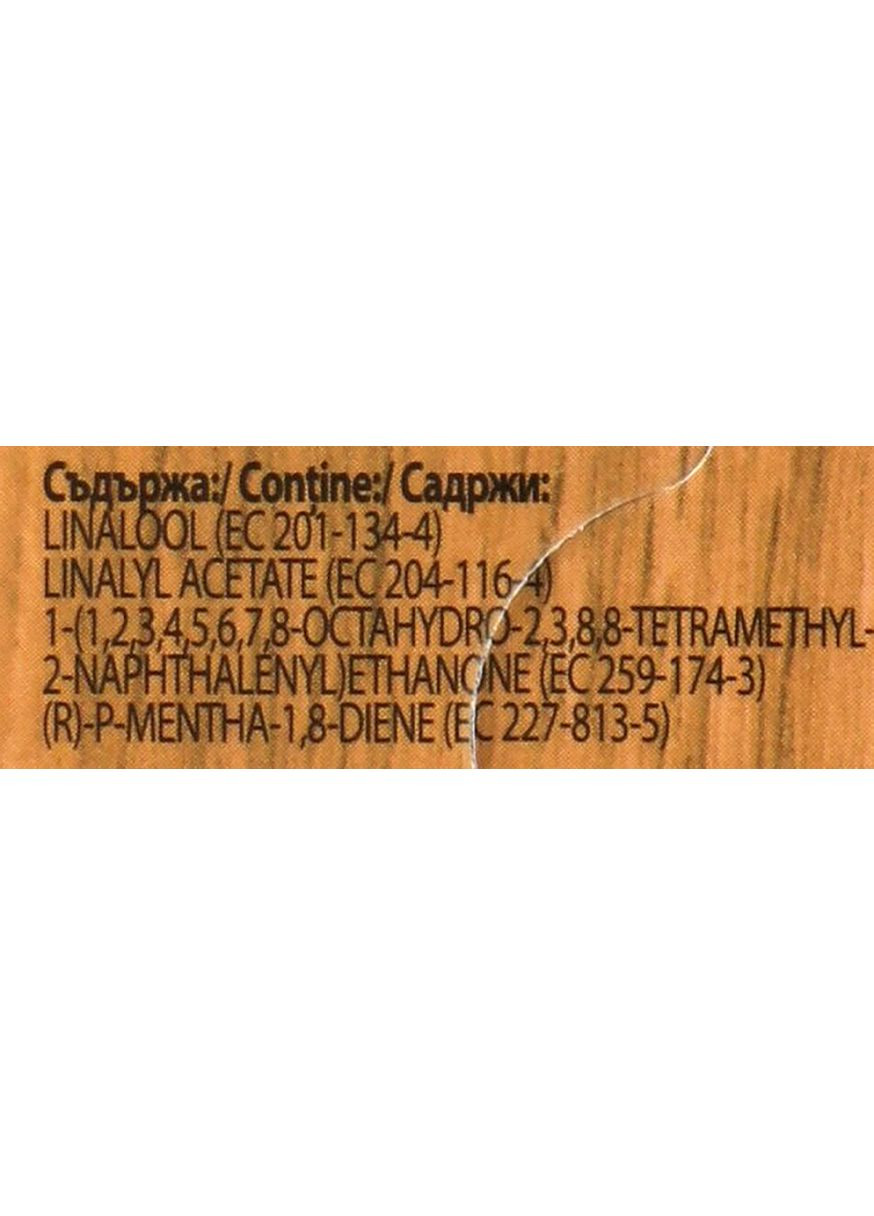 Съдържа:/ Conţine:/ Садржи:
LINALOOL (EC 201-134-4)
LINALYL ACETATE (EC 204-116-4)
1-(1,2,3,4,5,6,7,8-OCTAHYDRO-2,3,8,8-TETRAMETHYL-
2-NAPHTHALENYL)ETHANONE (EC 259-174-3)
(R)-P-MENTHA-1,8-DIENE (EC 227-813-5)